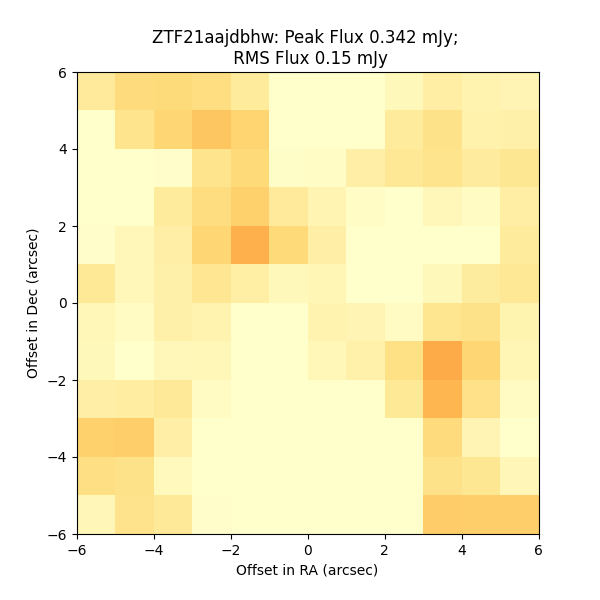 ZTF21aajdbhw: Peak Flux 0.342 mJy;
RMS Flux 0.15 mJy
6
4
2
0
−2
−4
−6
Offset in Dec (arcsec)
−6 −4 −2 0 2 4 6
Offset in RA (arcsec)